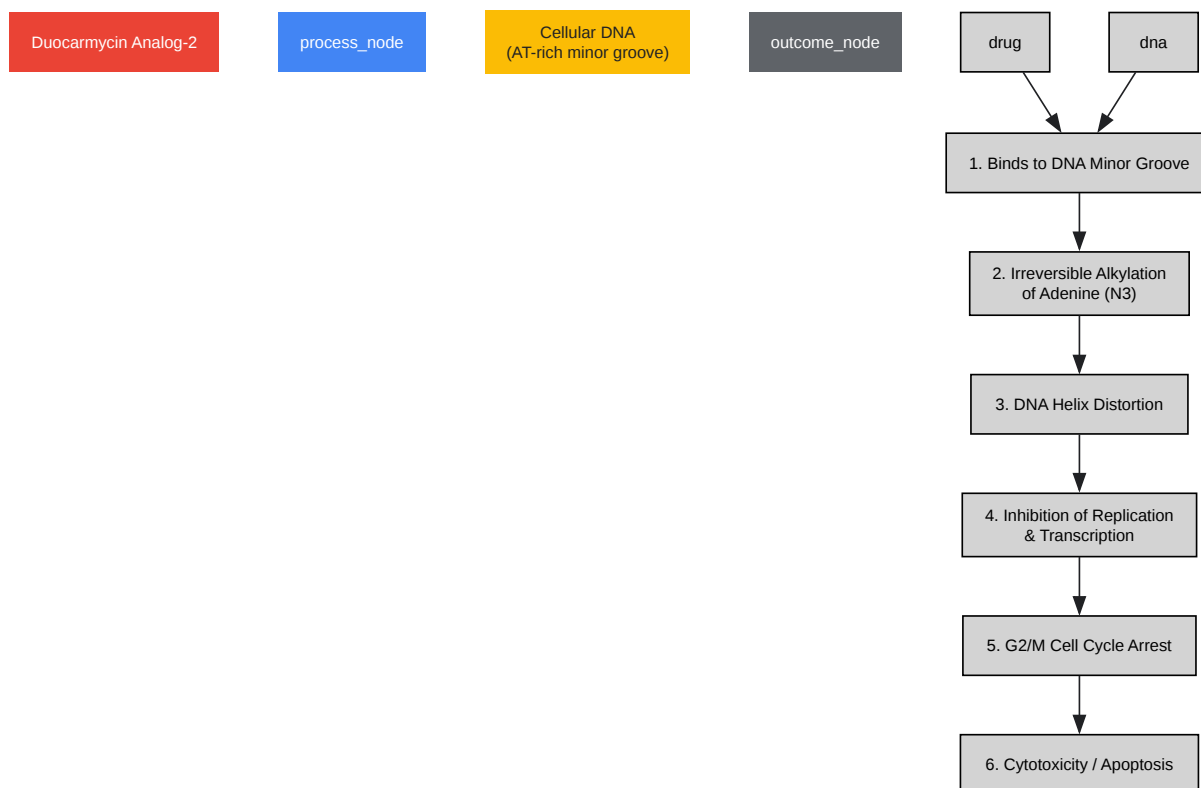 Duocarmycin Analog-2
process_node
Cellular DNA
(AT-rich minor groove)
outcome_node
drug
dna
1. Binds to DNA Minor Groove
2. Irreversible Alkylation
of Adenine (N3)
3. DNA Helix Distortion
4. Inhibition of Replication
& Transcription
5. G2/M Cell Cycle Arrest
6. Cytotoxicity / Apoptosis